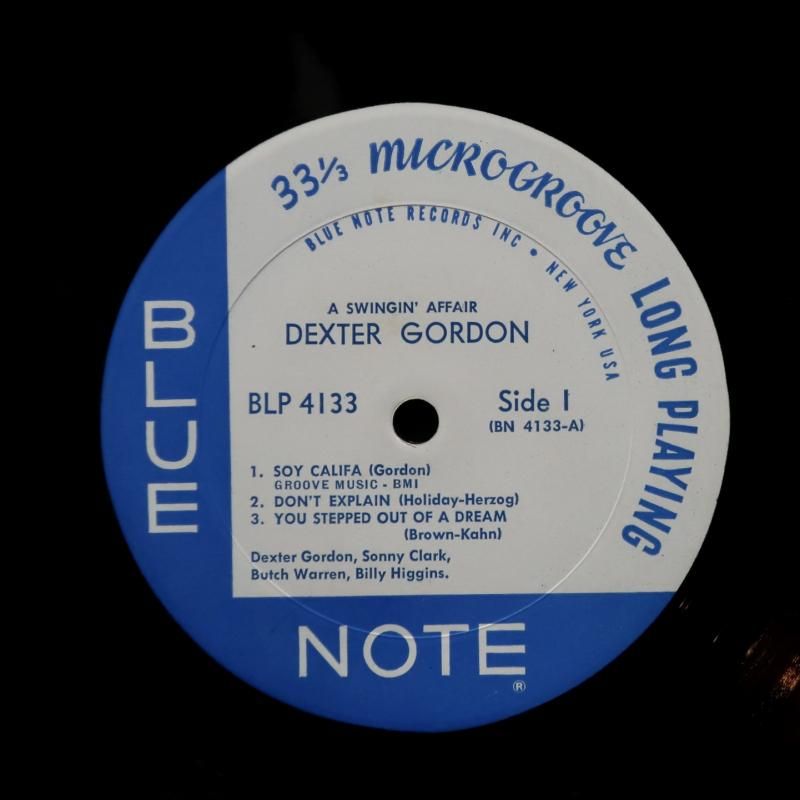 33⅓ MICROGROOVE LONG PLAYING
BLUE NOTE RECORDS INC • NEW YORK USA
A SWINGIN' AFFAIR
DEXTER GORDON
BLP 4133
Side 1
(BN 4133-A)
1. SOY CALIFA (Gordon)
GROOVE MUSIC - BMI
2. DON'T EXPLAIN (Holiday-Herzog)
3. YOU STEPPED OUT OF A DREAM
(Brown-Kahn)
Dexter Gordon, Sonny Clark,
Butch Warren, Billy Higgins.
BLUE
NOTE
®